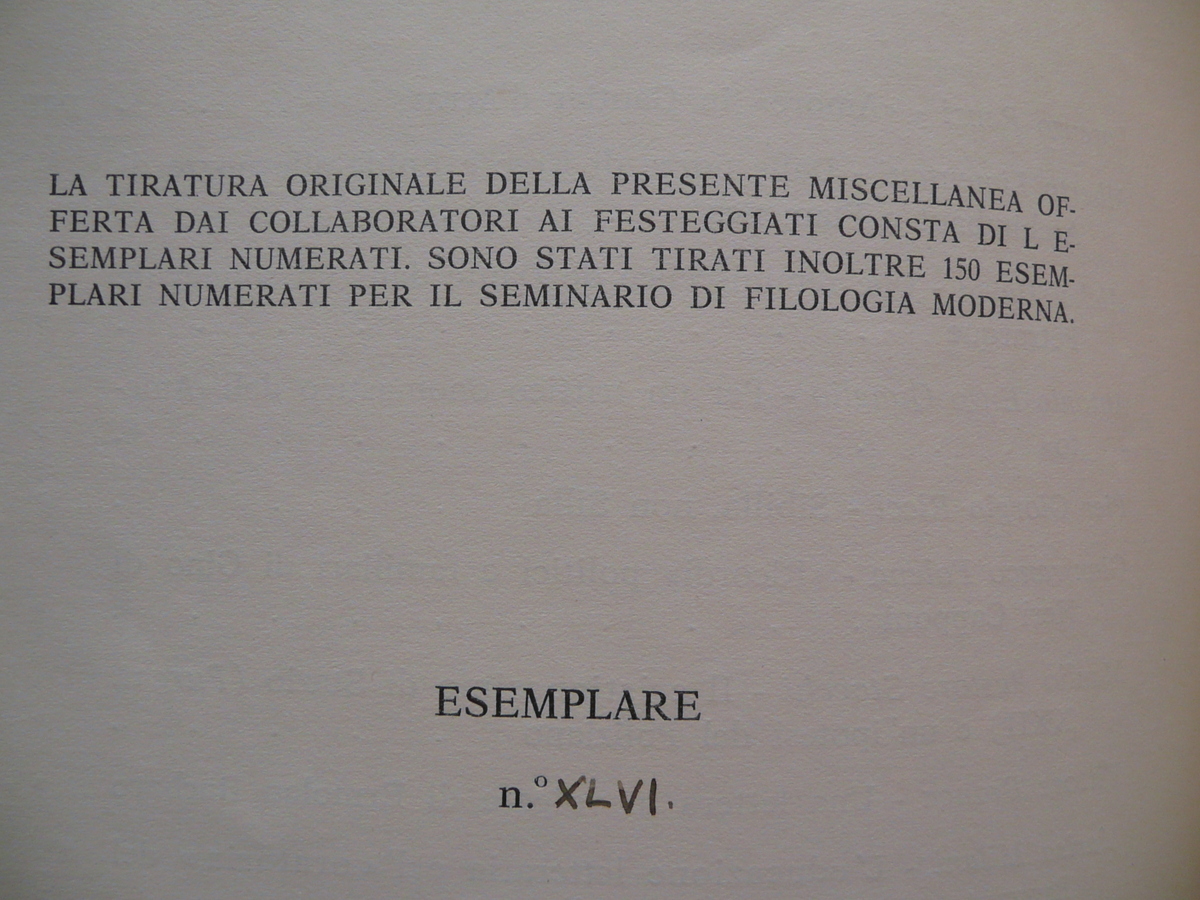 LA TIRATURA ORIGINALE DELLA PRESENTE MISCELLANEA OF-
FERTA DAI COLLABORATORI AI FESTEGGIATI CONSTA DI L E-
SEMPLARI NUMERATI. SONO STATI TIRATI INOLTRE 150 ESEM-
PLARI NUMERATI PER IL SEMINARIO DI FILOLOGIA MODERNA.
ESEMPLARE
n.º XLVI.